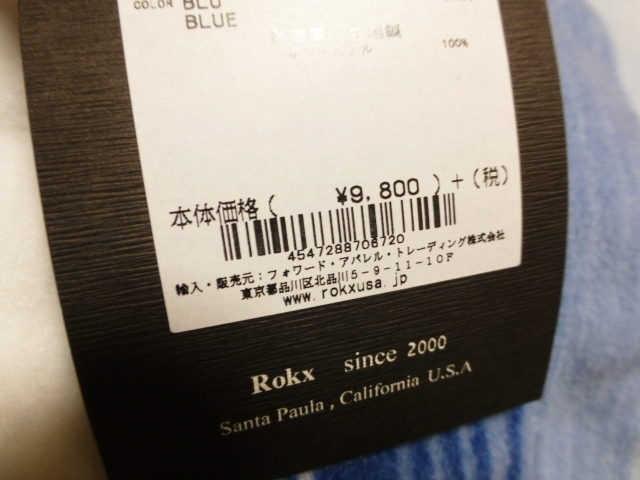 COLOR BLU
BLUE
100%
本体価格( ¥9,800 )+(税)
4547288706720
輸入・販売元:フォワード・アパレル・トレーディング株式会社
東京都品川区北品川5-9-11-10F
www.rokxusa.jp
Rokx since 2000
Santa Paula , California U.S.A